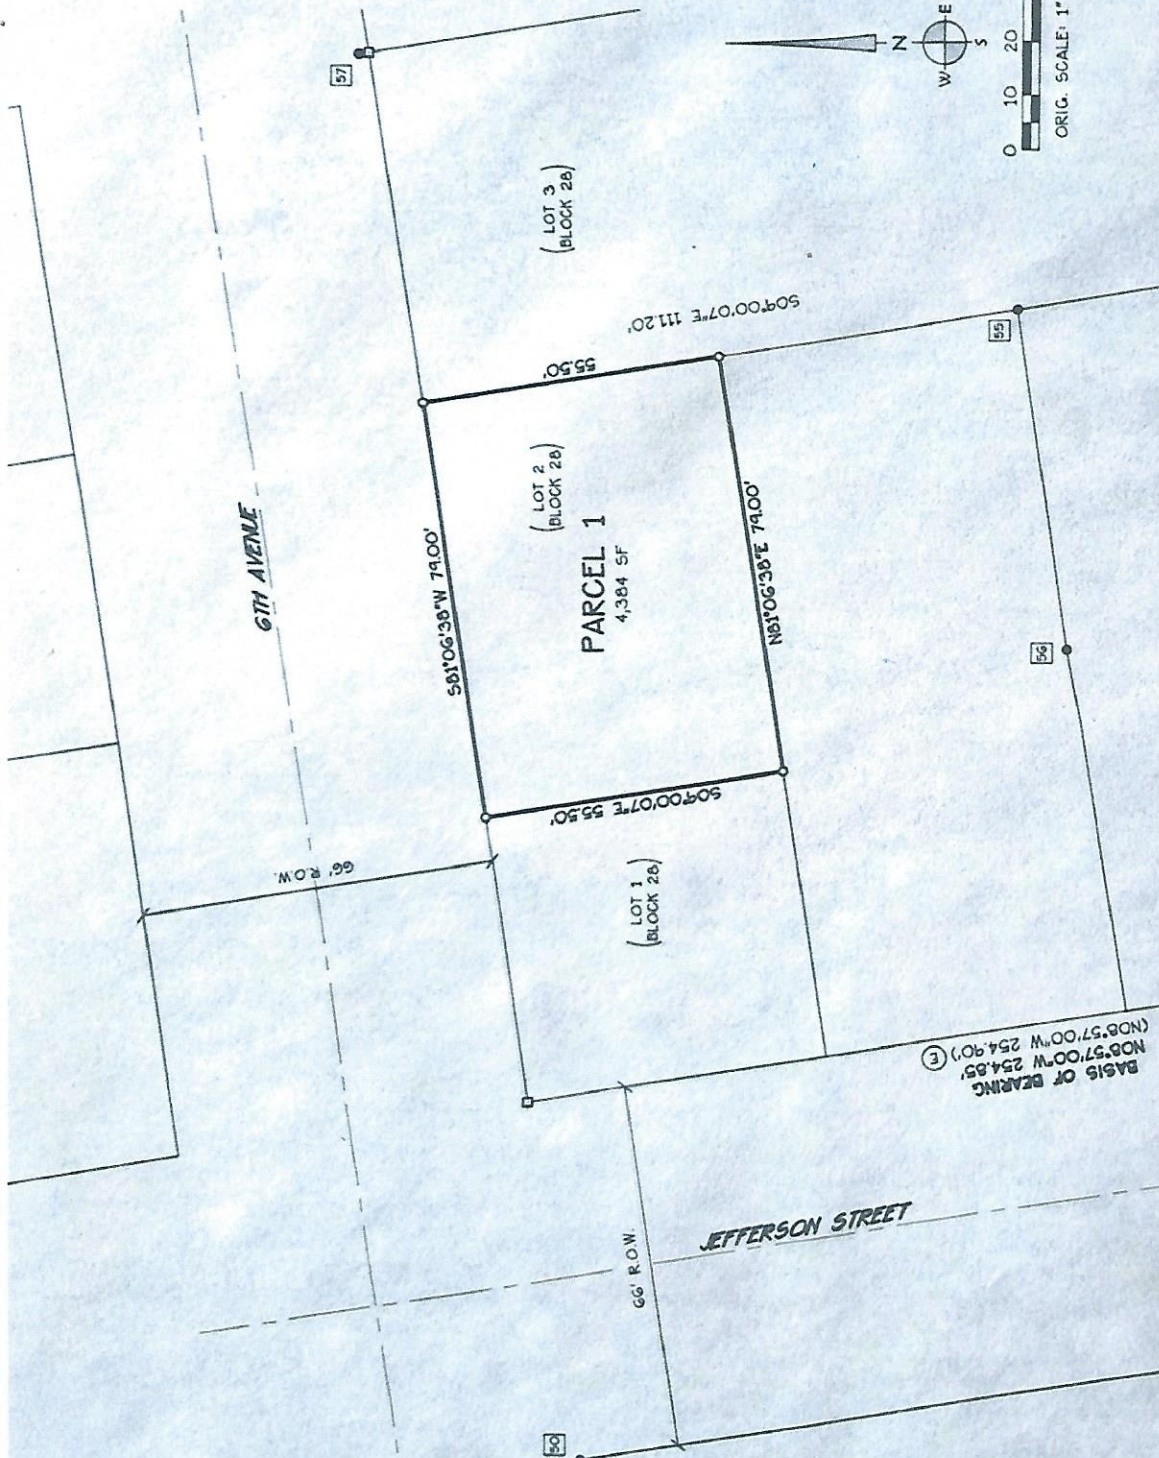 57
6TH AVENUE
(LOT 3
BLOCK 28)
N
W
E
S
0 10 20
ORIG. SCALE: 1"
S81°06'38"W 79.00'
55.50'
S09°00'07"E 111.20'
(LOT 2
BLOCK 28)
PARCEL 1
4,384 SF
N81°06'38"E 79.00'
S09°00'07"E 55.50'
55
56
66' R.O.W.
(LOT 1
BLOCK 28)
BASIS OF BEARING
N08°57'00"W 254.85'
(N08°57'00"W 254.90') E
JEFFERSON STREET
66' R.O.W.
50